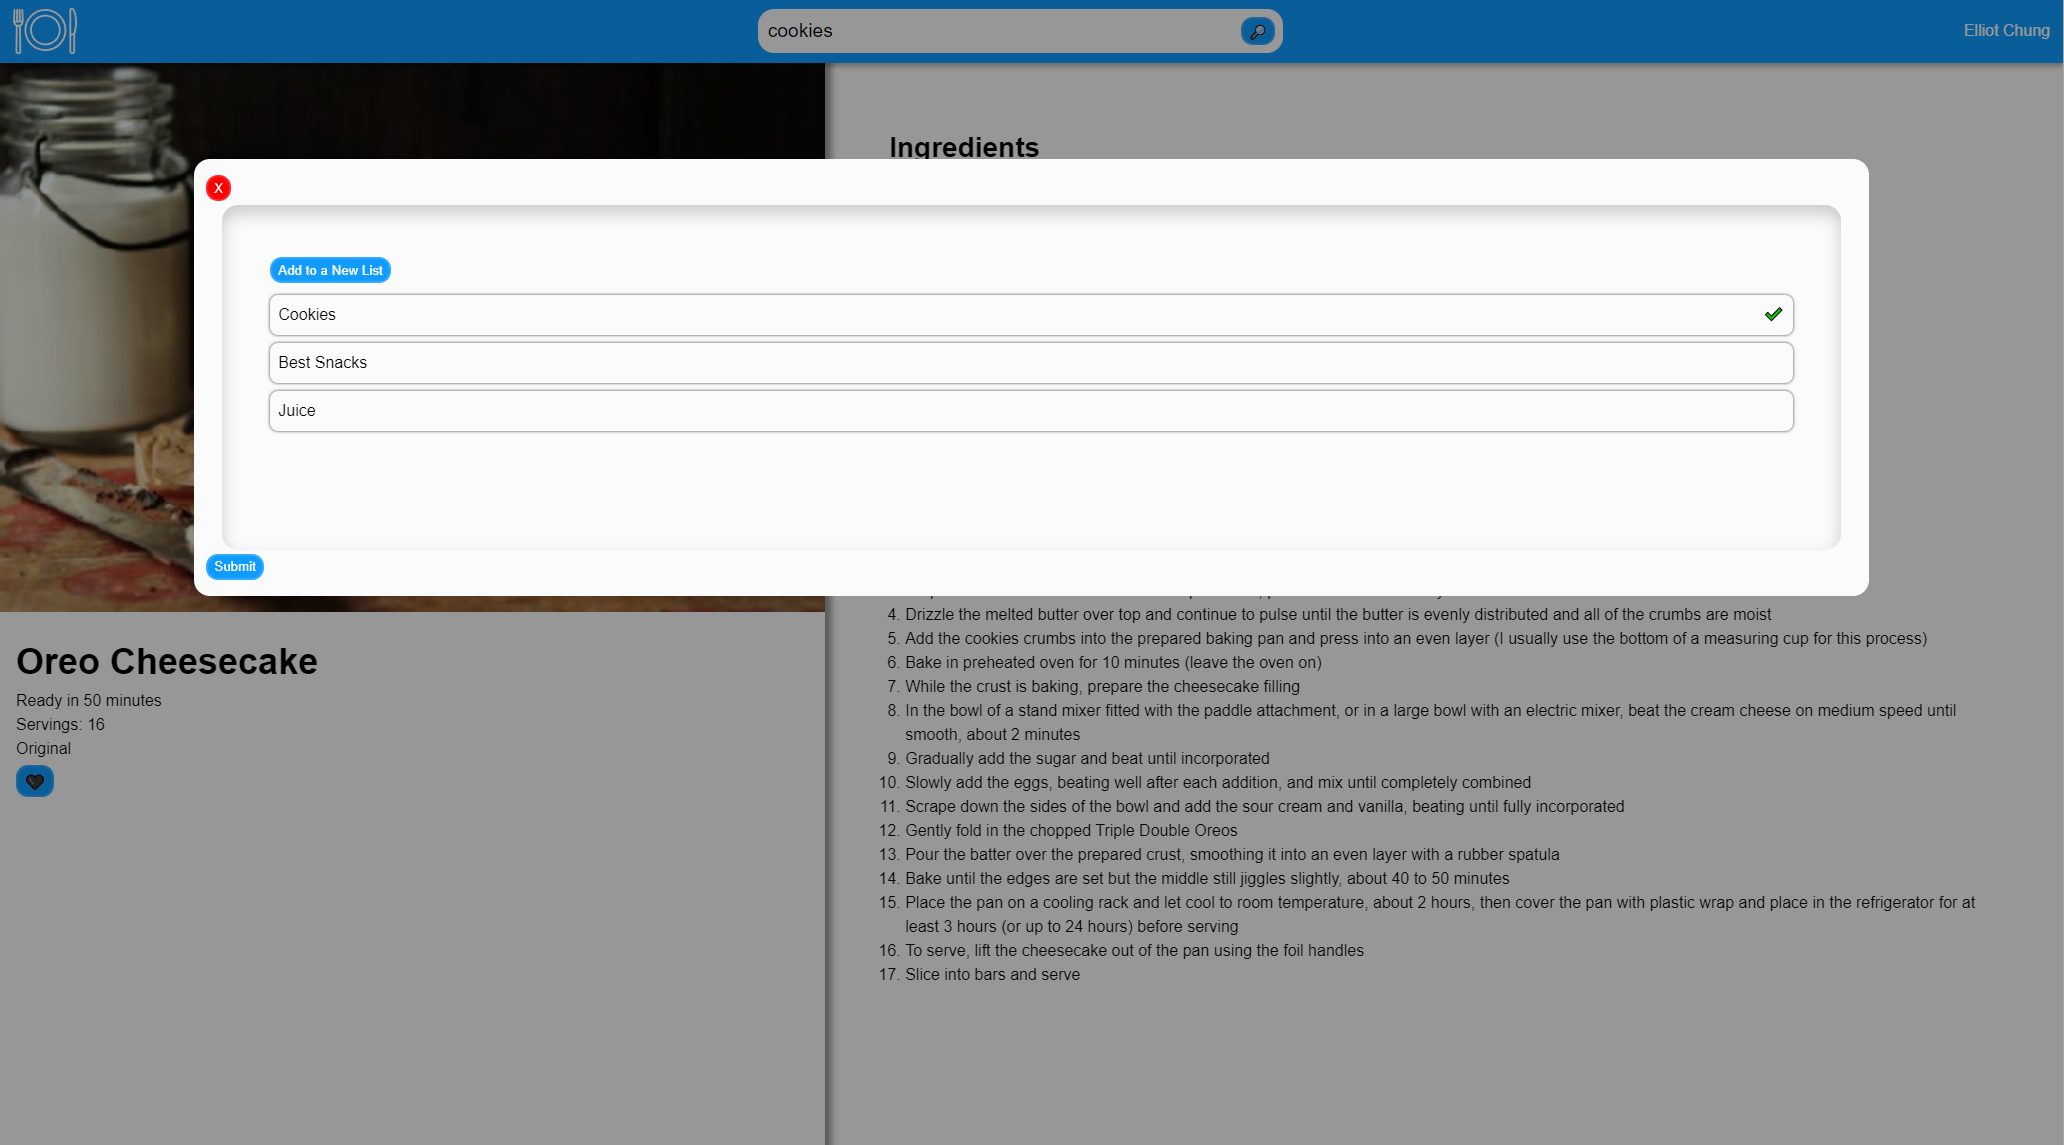 cookies
Elliot Chung
Ingredients
X
Add to a New List
Cookies
Best Snacks
Juice
Submit
Oreo Cheesecake
Ready in 50 minutes
Servings: 16
Original
4. Drizzle the melted butter over top and continue to pulse until the butter is evenly distributed and all of the crumbs are moist
5. Add the cookies crumbs into the prepared baking pan and press into an even layer (I usually use the bottom of a measuring cup for this process)
6. Bake in preheated oven for 10 minutes (leave the oven on)
7. While the crust is baking, prepare the cheesecake filling
8. In the bowl of a stand mixer fitted with the paddle attachment, or in a large bowl with an electric mixer, beat the cream cheese on medium speed until
smooth, about 2 minutes
9. Gradually add the sugar and beat until incorporated
10. Slowly add the eggs, beating well after each addition, and mix until completely combined
11. Scrape down the sides of the bowl and add the sour cream and vanilla, beating until fully incorporated
12. Gently fold in the chopped Triple Double Oreos
13. Pour the batter over the prepared crust, smoothing it into an even layer with a rubber spatula
14. Bake until the edges are set but the middle still jiggles slightly, about 40 to 50 minutes
15. Place the pan on a cooling rack and let cool to room temperature, about 2 hours, then cover the pan with plastic wrap and place in the refrigerator for at
least 3 hours (or up to 24 hours) before serving
16. To serve, lift the cheesecake out of the pan using the foil handles
17. Slice into bars and serve